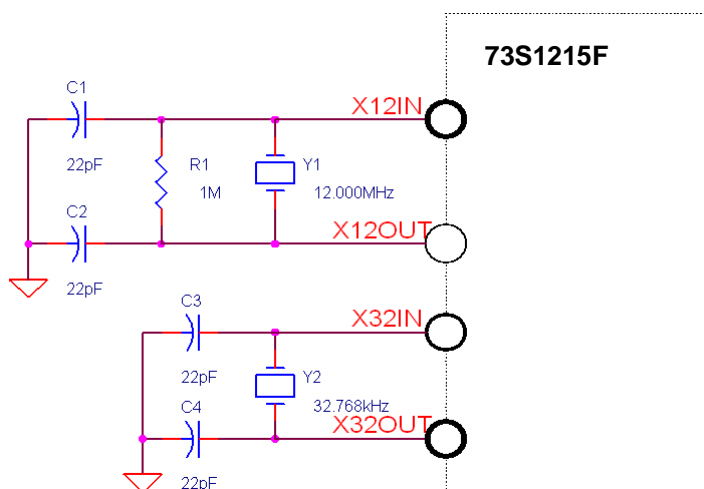 73S1215F
C1
X12IN
22pF
R1
1M
Y1
12.000MHz
C2
X12OUT
22pF
C3
X32IN
22pF
Y2
32.768kHz
C4
X32OUT
22pF